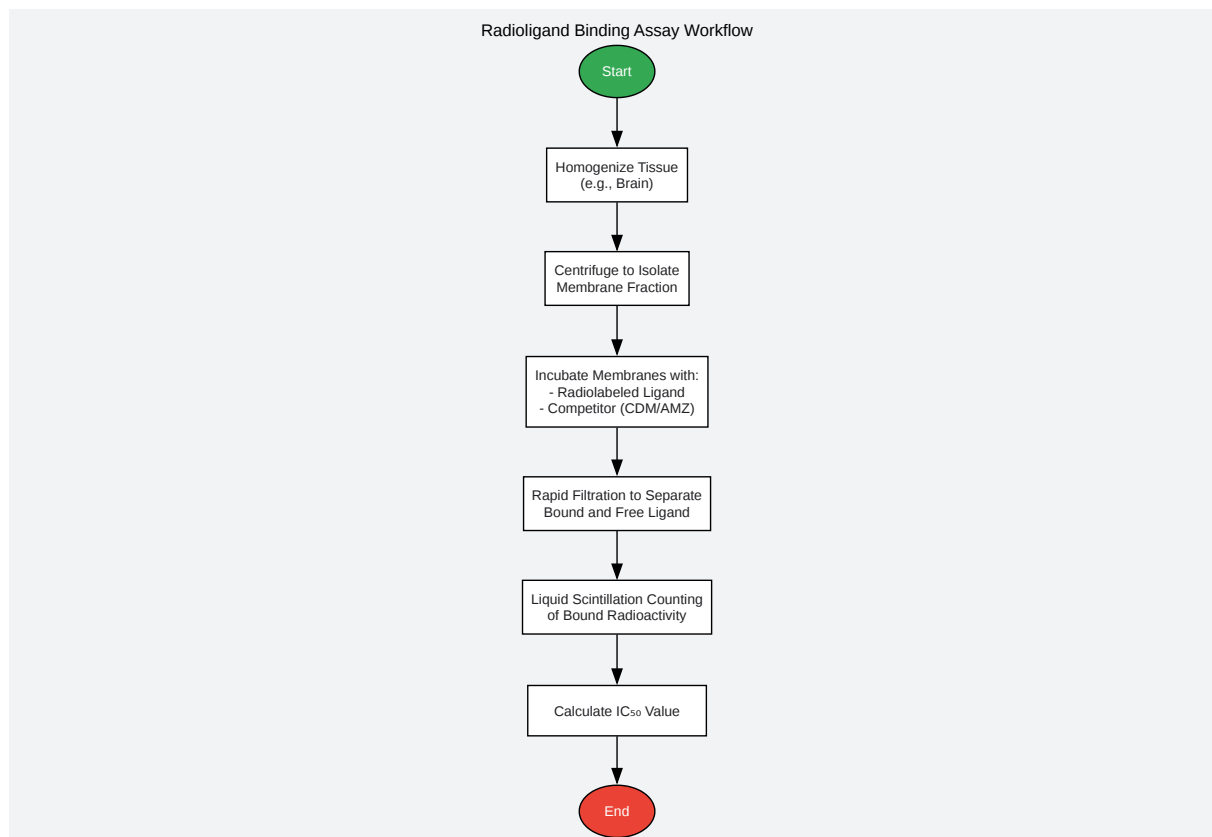 Radioligand Binding Assay Workflow
Start
Homogenize Tissue
(e.g., Brain)
Centrifuge to Isolate
Membrane Fraction
Incubate Membranes with:
- Radiolabeled Ligand
- Competitor (CDM/AMZ)
Rapid Filtration to Separate
Bound and Free Ligand
Liquid Scintillation Counting
of Bound Radioactivity
Calculate IC₅₀ Value
End